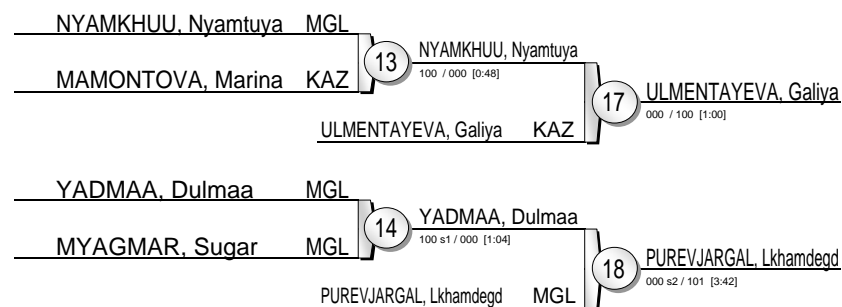 NYAMKHUU, Nyamtuya MGL
13
NYAMKHUU, Nyamtuya
100 / 000 [0:48]
MAMONTOVA, Marina KAZ
17
ULMENTAYEVA, Galiya
000 / 100 [1:00]
ULMENTAYEVA, Galiya KAZ
YADMAA, Dulmaa MGL
14
YADMAA, Dulmaa
100 s1 / 000 [1:04]
MYAGMAR, Sugar MGL
18
PUREVJARGAL, Lkhamdegd
000 s2 / 101 [3:42]
PUREVJARGAL, Lkhamdegd MGL